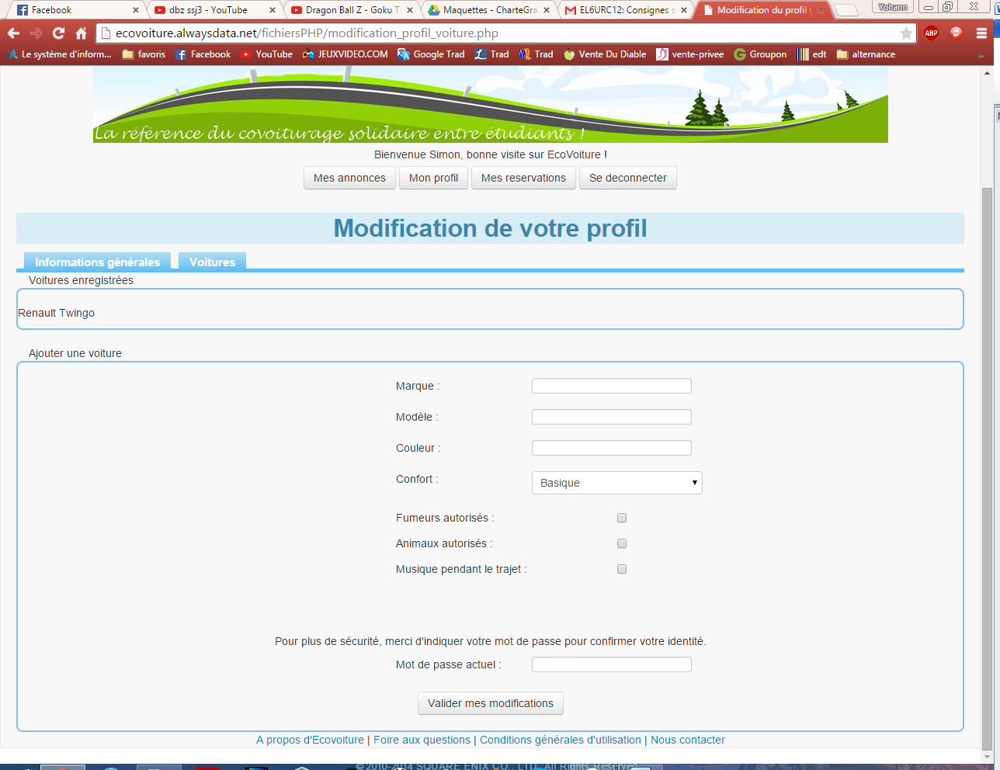 Facebook
dbz ssj3 - YouTube
Dragon Ball Z - Goku T
Maquettes - CharteGra
EL6URC12: Consignes s
Modification du profil (
Yohann
ecovoiture.alwaysdata.net/fichiersPHP/modification_profil_voiture.php
ABP
Le système d'inform...
favoris
Facebook
YouTube
JEUXVIDEO.COM
Google Trad
Trad
Trad
Vente Du Diable
vente-privee
Groupon
edt
alternance
»
La référence du covoiturage solidaire entre étudiants !
Bienvenue Simon, bonne visite sur EcoVoiture !
Mes annonces
Mon profil
Mes reservations
Se deconnecter
Modification de votre profil
Informations générales
Voitures
Voitures enregistrées
Renault Twingo
Ajouter une voiture
Marque :
Modèle :
Couleur :
Confort :
Basique
Fumeurs autorisés :
Animaux autorisés :
Musique pendant le trajet :
Pour plus de sécurité, merci d'indiquer votre mot de passe pour confirmer votre identité.
Mot de passe actuel :
Valider mes modifications
A propos d'Ecovoiture | Foire aux questions | Conditions générales d'utilisation | Nous contacter
© 2010-2014 SQUARE ENIX CO., LTD. All Rights Reserved